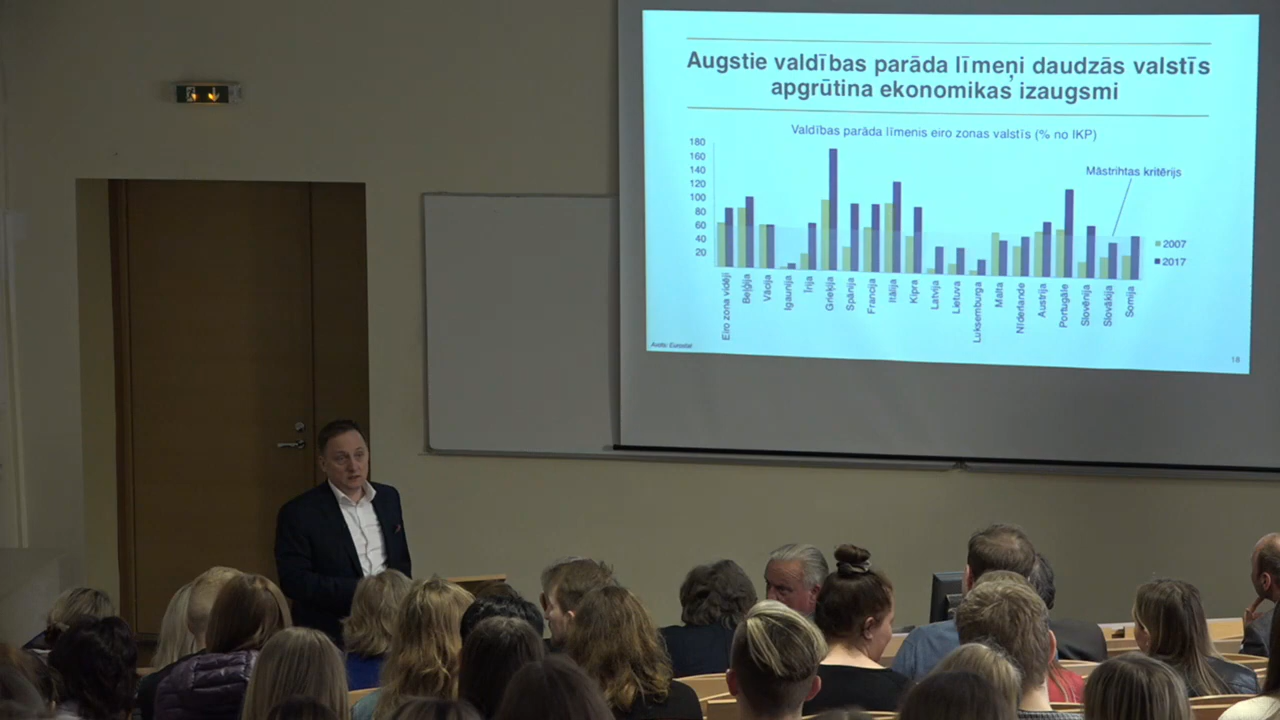 Augstie valdības parāda līmeņi daudzās valstīs
apgrūtina ekonomikas izaugsmi
Valdības parāda līmenis eiro zonas valstīs (% no IKP)
180
160
140
120
100
80
60
40
20
Māstrihtas kritērijs
2007
2017
Eiro zona vidēji
Beļģija
Vācija
Igaunija
Īrija
Grieķija
Spānija
Francija
Itālija
Kipra
Latvija
Lietuva
Luksemburga
Malta
Nīderlande
Austrija
Portugāle
Slovēnija
Slovākija
Somija
Avots: Eurostat
18